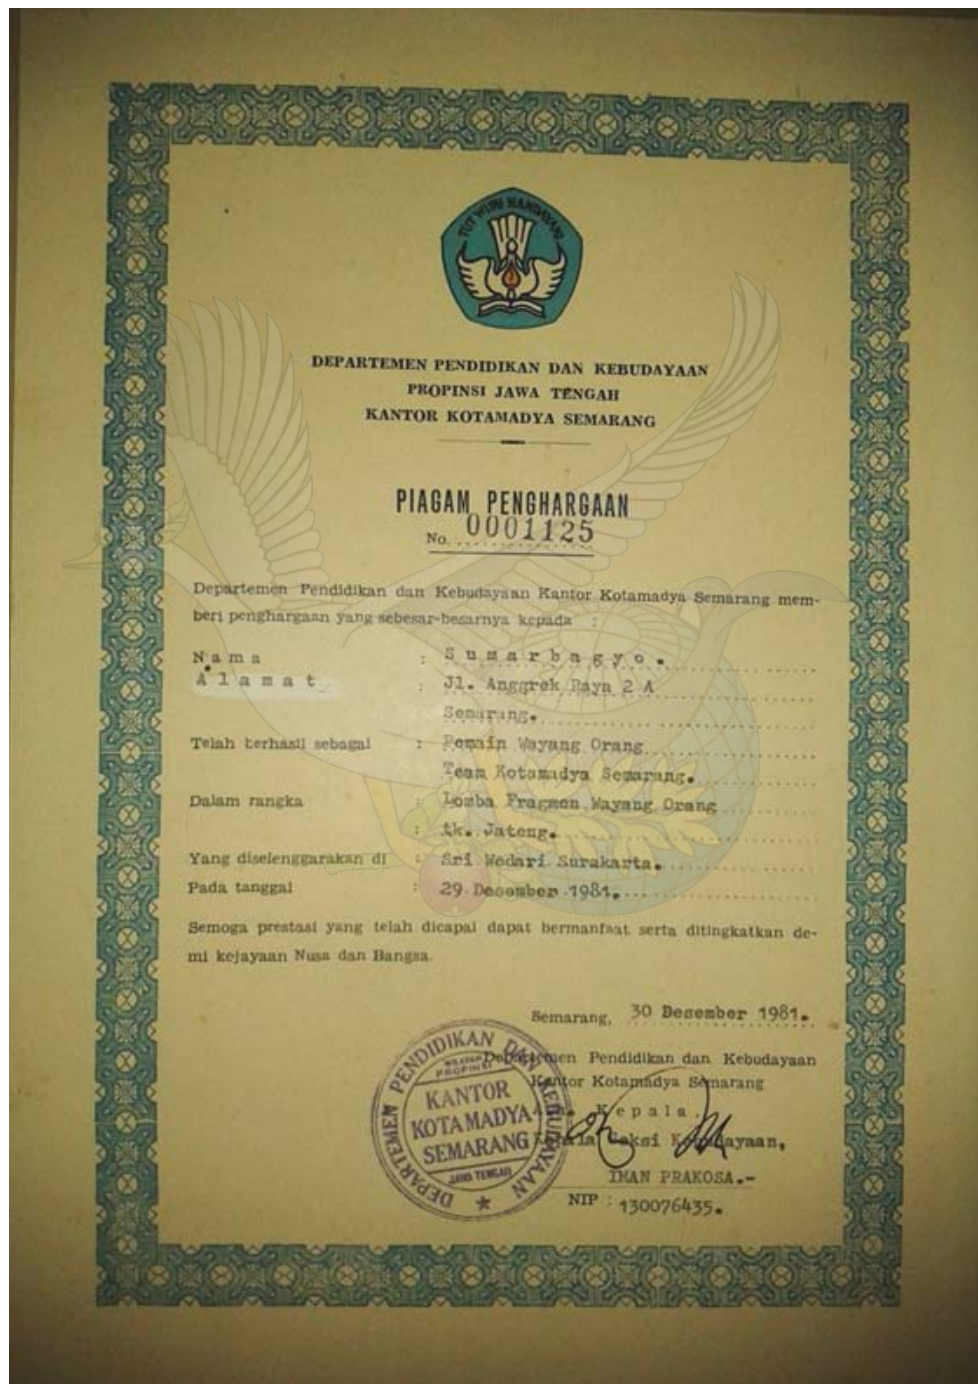 TUT WURI HANDAYANI
DEPARTEMEN PENDIDIKAN DAN KEBUDAYAAN
PROPINSI JAWA TENGAH
KANTOR KOTAMADYA SEMARANG
PIAGAM PENGHARGAAN
No. 0001125
Departemen Pendidikan dan Kebudayaan Kantor Kotamadya Semarang mem-
beri penghargaan yang sebesar-besarnya kepada :
Nama : Sumarbagyo.
Alamat : Jl. Anggrek Raya 2 A
Semarang.
Telah berhasil sebagai : Pemain Wayang Orang
Team Kotamadya Semarang.
Dalam rangka : Lomba Fragmen Wayang Orang
: tk. Jateng.
Yang diselenggarakan di : Sri Wedari Surakarta.
Pada tanggal : 29 Desember 1981.
Semoga prestasi yang telah dicapai dapat bermanfaat serta ditingkatkan de-
mi kejayaan Nusa dan Bangsa.
Semarang, 30 Desember 1981.
Departemen Pendidikan dan Kebudayaan
Kantor Kotamadya Semarang
Kepala
Kepala Seksi Kebudayaan,
IMAN PRAKOSA.-
NIP : 130076435.
DEPARTEMEN PENDIDIKAN DAN KEBUDAYAAN
WILAYAH
PROPINSI
KANTOR
KOTAMADYA
SEMARANG
JAWA TENGAH